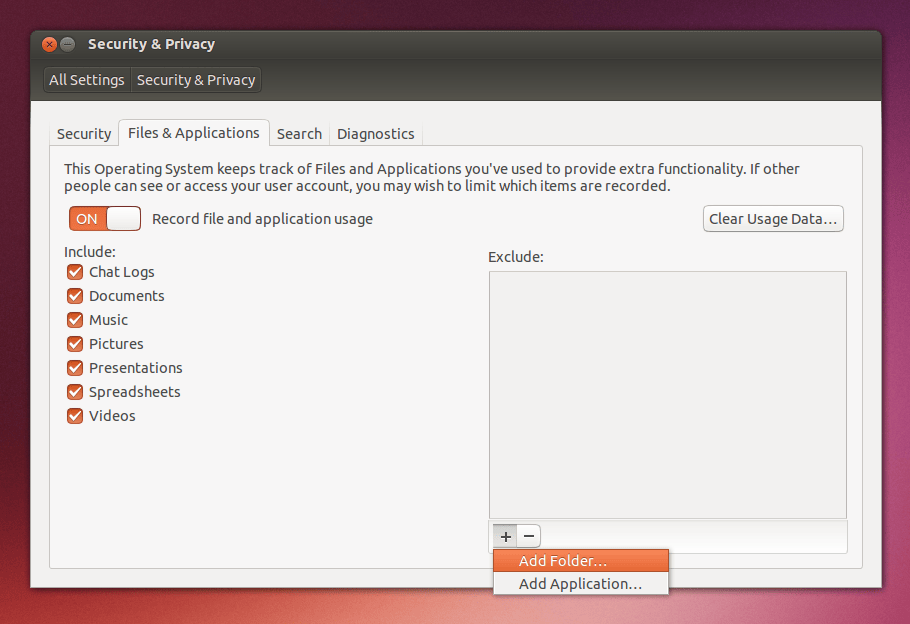 Security & Privacy
All Settings Security & Privacy
Security Files & Applications Search Diagnostics
This Operating System keeps track of Files and Applications you've used to provide extra functionality. If other
people can see or access your user account, you may wish to limit which items are recorded.
ON Record file and application usage Clear Usage Data...
Include:
Chat Logs
Documents
Music
Pictures
Presentations
Spreadsheets
Videos
Exclude:
Add Folder...
Add Application...